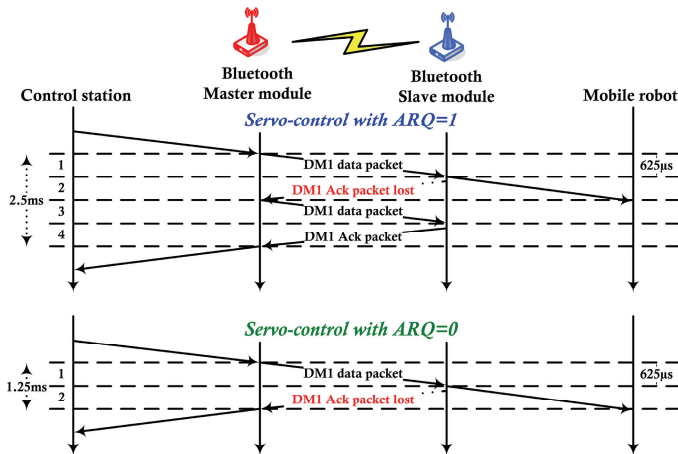 Bluetooth
Master module
Bluetooth
Slave module
Control station
Mobile robot
Servo-control with ARQ=1
1
DM1 data packet
625μs
2
DM1 Ack packet lost
2.5ms
3
DM1 data packet
4
DM1 Ack packet
Servo-control with ARQ=0
1
DM1 data packet
625μs
1.25ms
2
DM1 Ack packet lost